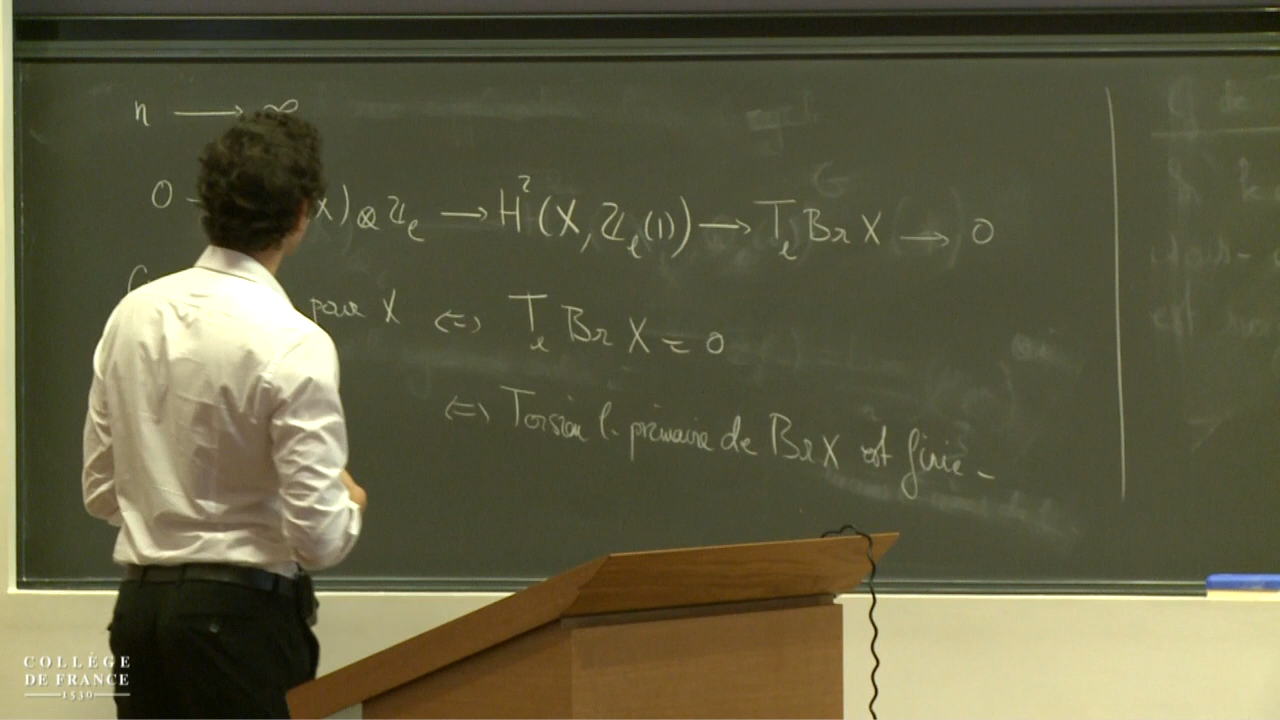 n → ∞
0 → X) ⊗ ℤ_ℓ → H²(X, ℤ_ℓ(1)) → T_ℓ Br X → 0
pour X ⇔ T_ℓ Br X = 0
⇔ Torsion ℓ-primaire de Br X est finie -
COLLÈGE
DE FRANCE
1530